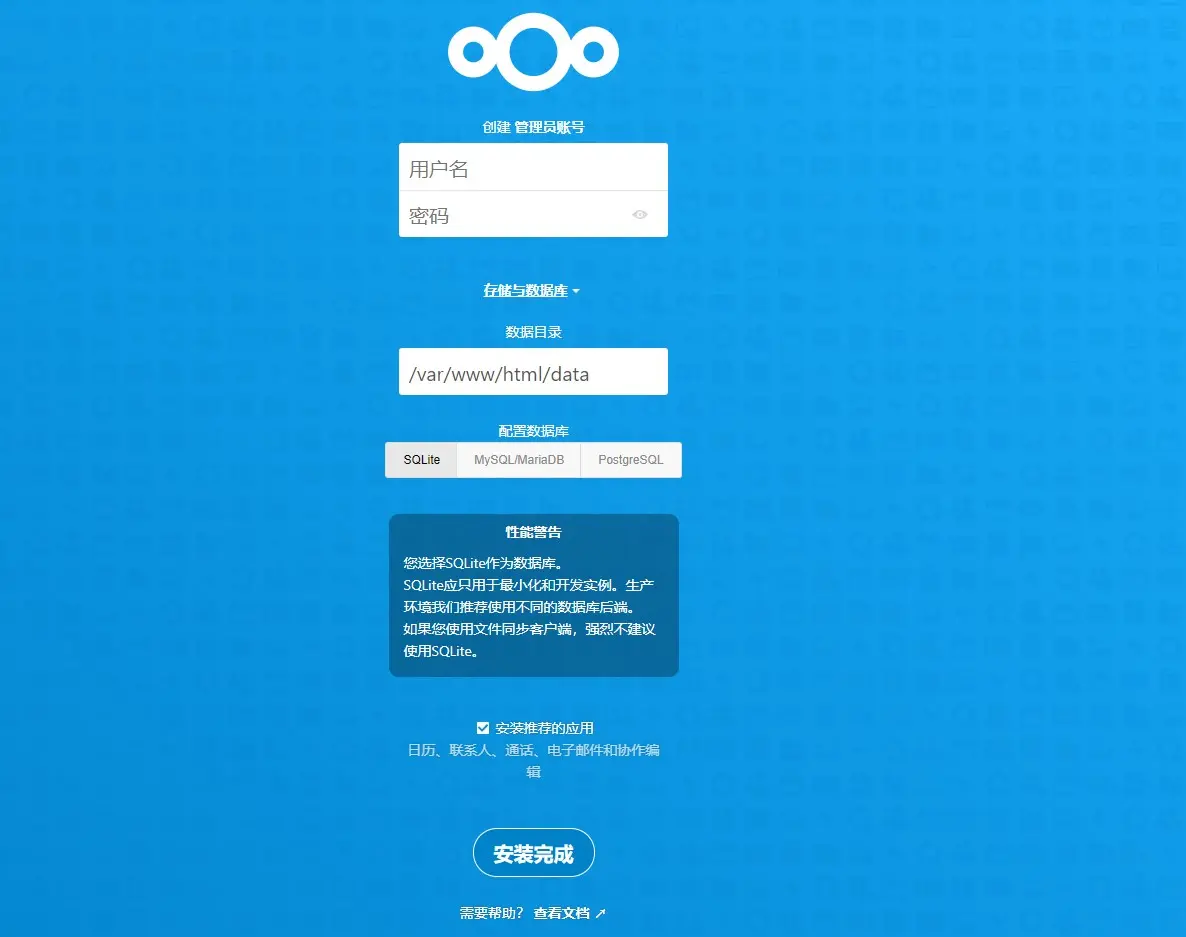 创建 管理员账号
用户名
密码
存储与数据库
数据目录
/var/www/html/data
配置数据库
SQLite MySQL/MariaDB PostgreSQL
性能警告
您选择SQLite作为数据库。
SQLite应只用于最小化和开发实例。生产
环境我们推荐使用不同的数据库后端。
如果您使用文件同步客户端，强烈不建议
使用SQLite。
安装推荐的应用
日历、联系人、通话、电子邮件和协作编
辑
安装完成
需要帮助？ 查看文档 ↗